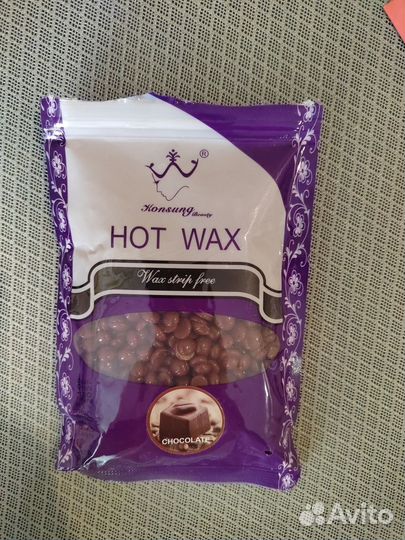 ®
Konsung
Beauty
HOT WAX
Wax strip free
CHOCOLATE
Avito